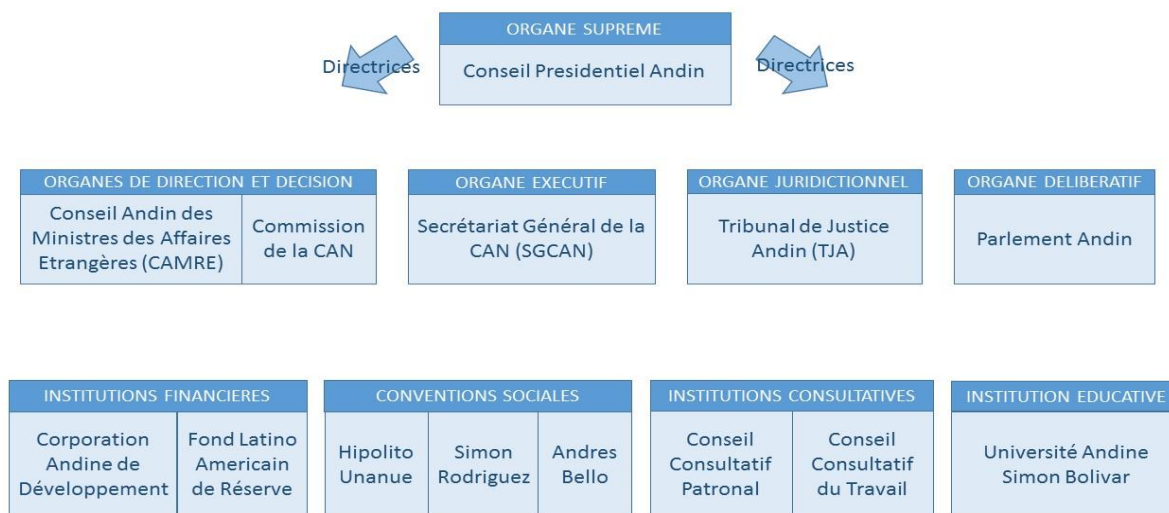 ORGANE SUPREME
Directrices
Conseil Presidentiel Andin
Directrices
ORGANES DE DIRECTION ET DECISION
Conseil Andin des
Ministres des Affaires
Etrangères (CAMRE)
Commission
de la CAN
ORGANE EXECUTIF
Secrétariat Général de la
CAN (SGCAN)
ORGANE JURIDICTIONNEL
Tribunal de Justice
Andin (TJA)
ORGANE DELIBERATIF
Parlement Andin
INSTITUTIONS FINANCIERES
Corporation
Andine de
Développement
Fond Latino
Americain
de Réserve
CONVENTIONS SOCIALES
Hipolito
Unanue
Simon
Rodriguez
Andres
Bello
INSTITUTIONS CONSULTATIVES
Conseil
Consultatif
Patronal
Conseil
Consultatif
du Travail
INSTITUTION EDUCATIVE
Université Andine
Simon Bolivar